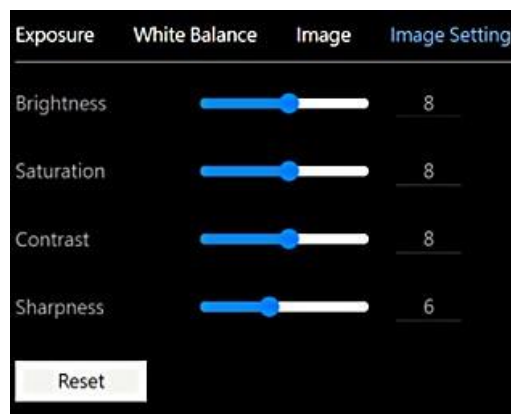 Exposure White Balance Image Image Setting
Brightness 8
Saturation 8
Contrast 8
Sharpness 6
Reset